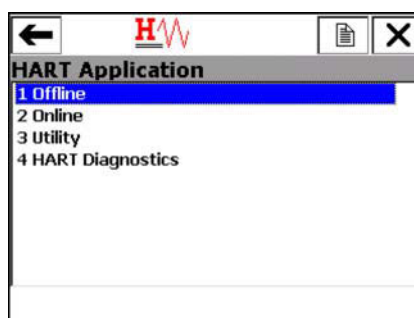 H
HART Application
1 Offline
2 Online
3 Utility
4 HART Diagnostics